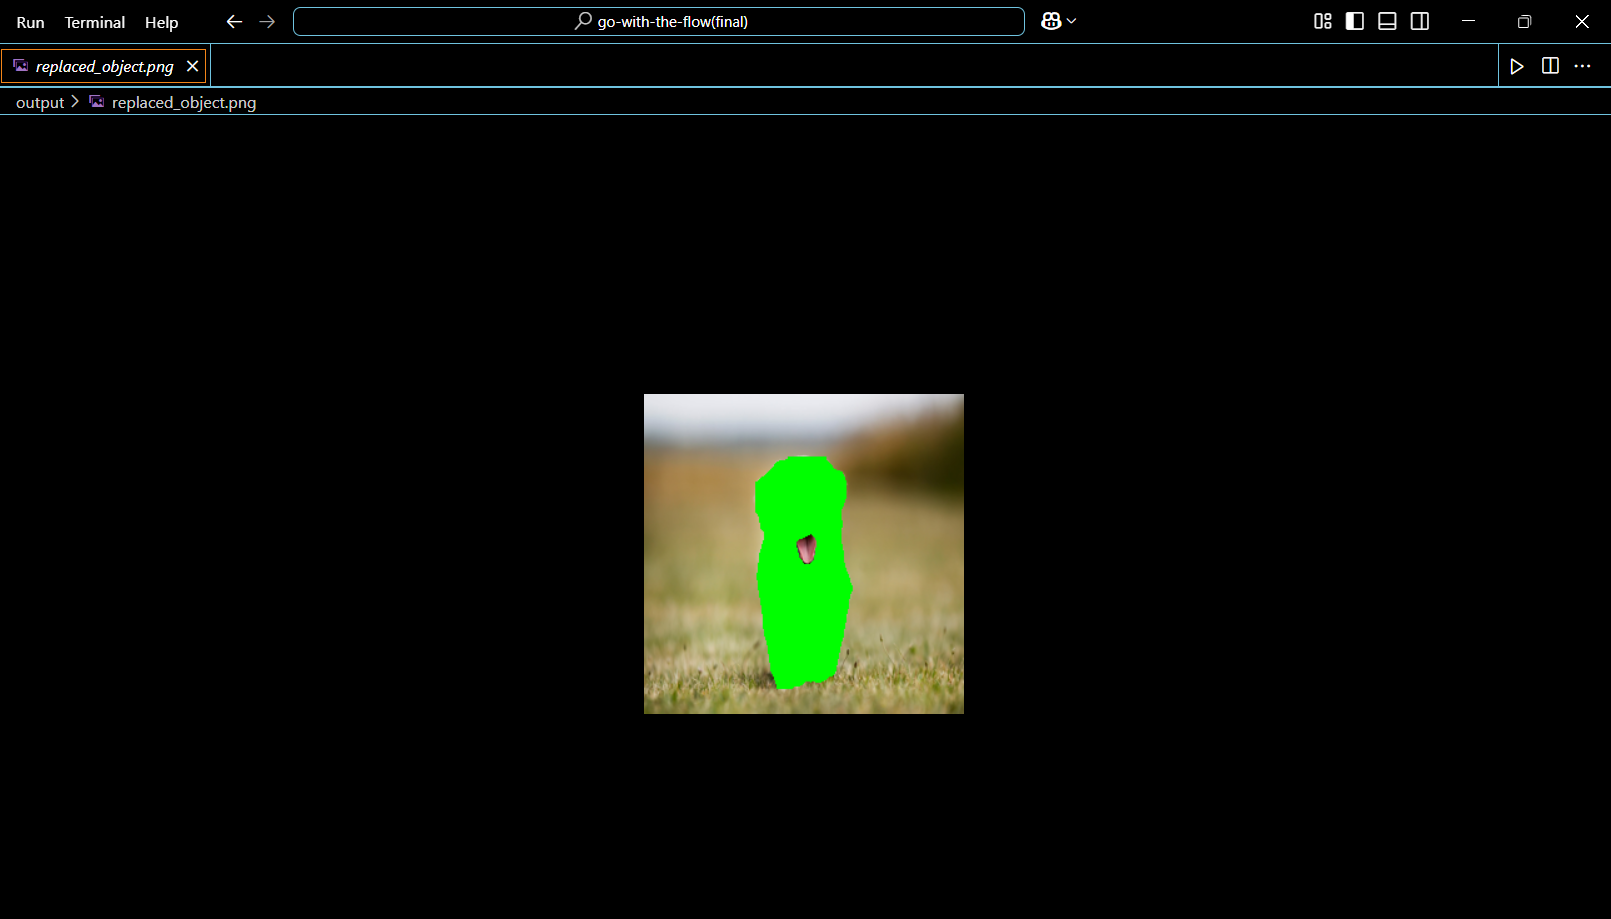 Run Terminal Help
go-with-the-flow(final)
replaced_object.png
output > replaced_object.png